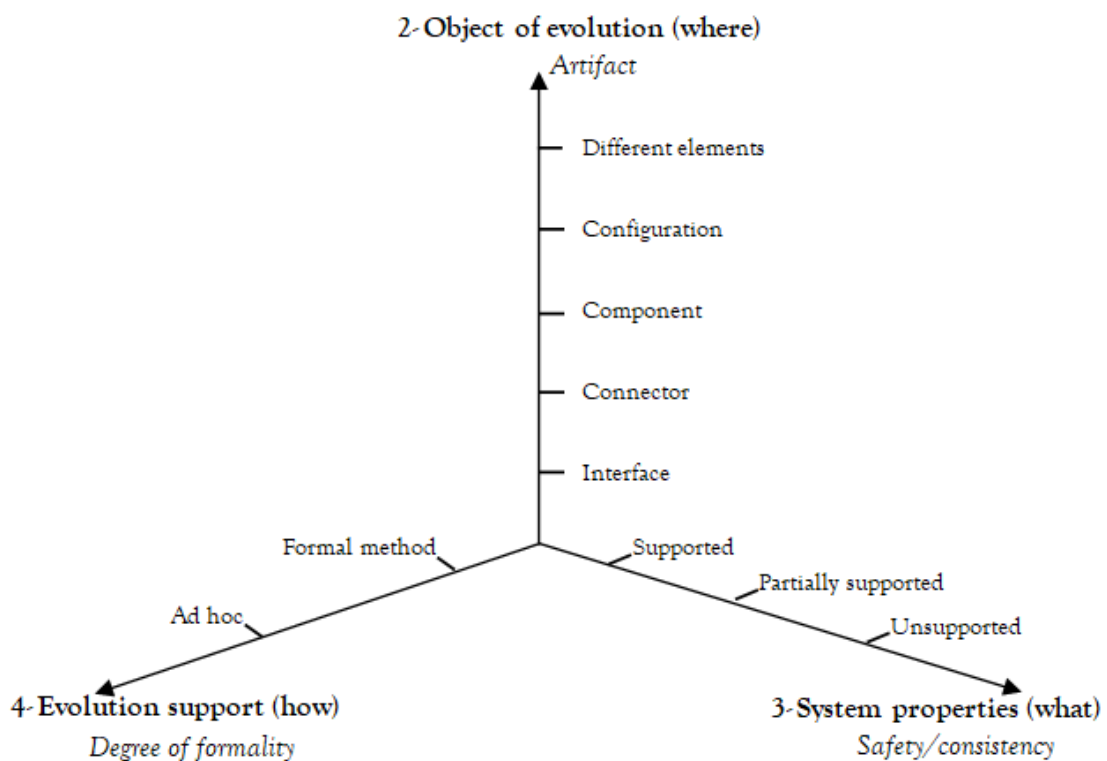 2-Object of evolution (where)
Artifact
Different elements
Configuration
Component
Connector
Interface
Formal method
Supported
Partially supported
Ad hoc
Unsupported
4-Evolution support (how)
3-System properties (what)
Degree of formality
Safety/consistency